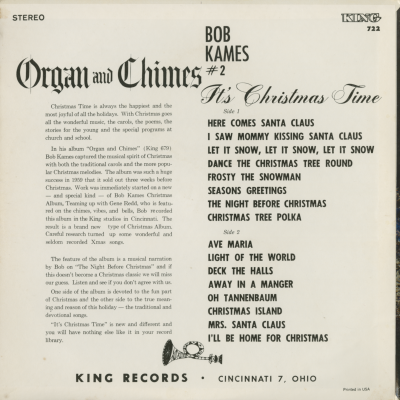 STEREO
KING
722
BOB
KAMES
#2
Organ and Chimes
It's Christmas Time
Christmas Time is always the happiest and the
most joyful of all the holidays. With Christmas goes
all the wonderful music, the carols, the poems, the
stories for the young and the special programs at
church and school.
In his album "Organ and Chimes" (King 670)
Bob Kames captured the musical spirit of Christmas
with both the traditional cards and the more popu-
lar Christmas melodies. The album was such a huge
success in 1959 that it sold out three weeks before
Christmas. Work was immediately started on a new
— and special kind — of Bob Kames Christmas
Album, Teaming up with Gene Redd, who is fea-
tured on the chimes, vibes, and bells, Bob recorded
this album in the King studios in Cincinnati. The
result is a brand new type of Christmas Album.
Careful research turned up some wonderful and
seldom recorded Xmas songs.
The feature of the album is a musical narration
by Bob on "The Night Before Christmas" and if
this doesn't become a Christmas classic we will miss
our guess. Listen and see if you don't agree with us.
One side of the album is devoted to the fun part
of Christmas and the other side to the true mean-
ing and reason of this holiday — the traditional and
devotional songs.
"It's Christmas Time" is new and different and
you will have nothing else like it in your record
library.
Side 1
HERE COMES SANTA CLAUS
I SAW MOMMY KISSING SANTA CLAUS
LET IT SNOW, LET IT SNOW, LET IT SNOW
DANCE THE CHRISTMAS TREE ROUND
FROSTY THE SNOWMAN
SEASONS GREETINGS
THE NIGHT BEFORE CHRISTMAS
CHRISTMAS TREE POLKA
Side 2
AVE MARIA
LIGHT OF THE WORLD
DECK THE HALLS
AWAY IN A MANGER
OH TANNENBAUM
CHRISTMAS ISLAND
MRS. SANTA CLAUS
I'LL BE HOME FOR CHRISTMAS
KING RECORDS • CINCINNATI 7, OHIO
Printed in USA